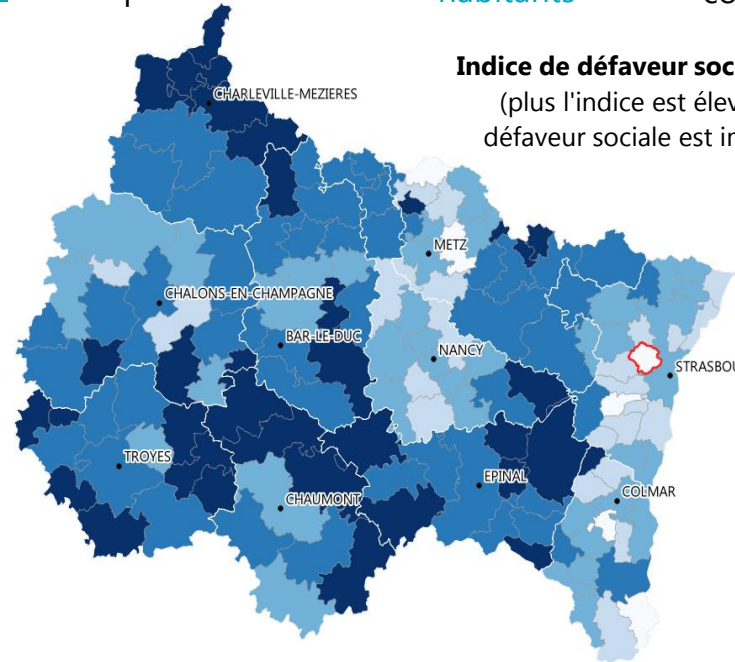 habitants
Indice de défaveur soc
(plus l'indice est élev
défaveur sociale est in
CHARLEVILLE-MEZIERES
METZ
CHALONS-EN-CHAMPAGNE
BAR-LE-DUC
NANCY
STRASBOU
TROYES
EPINAL
CHAUMONT
COLMAR